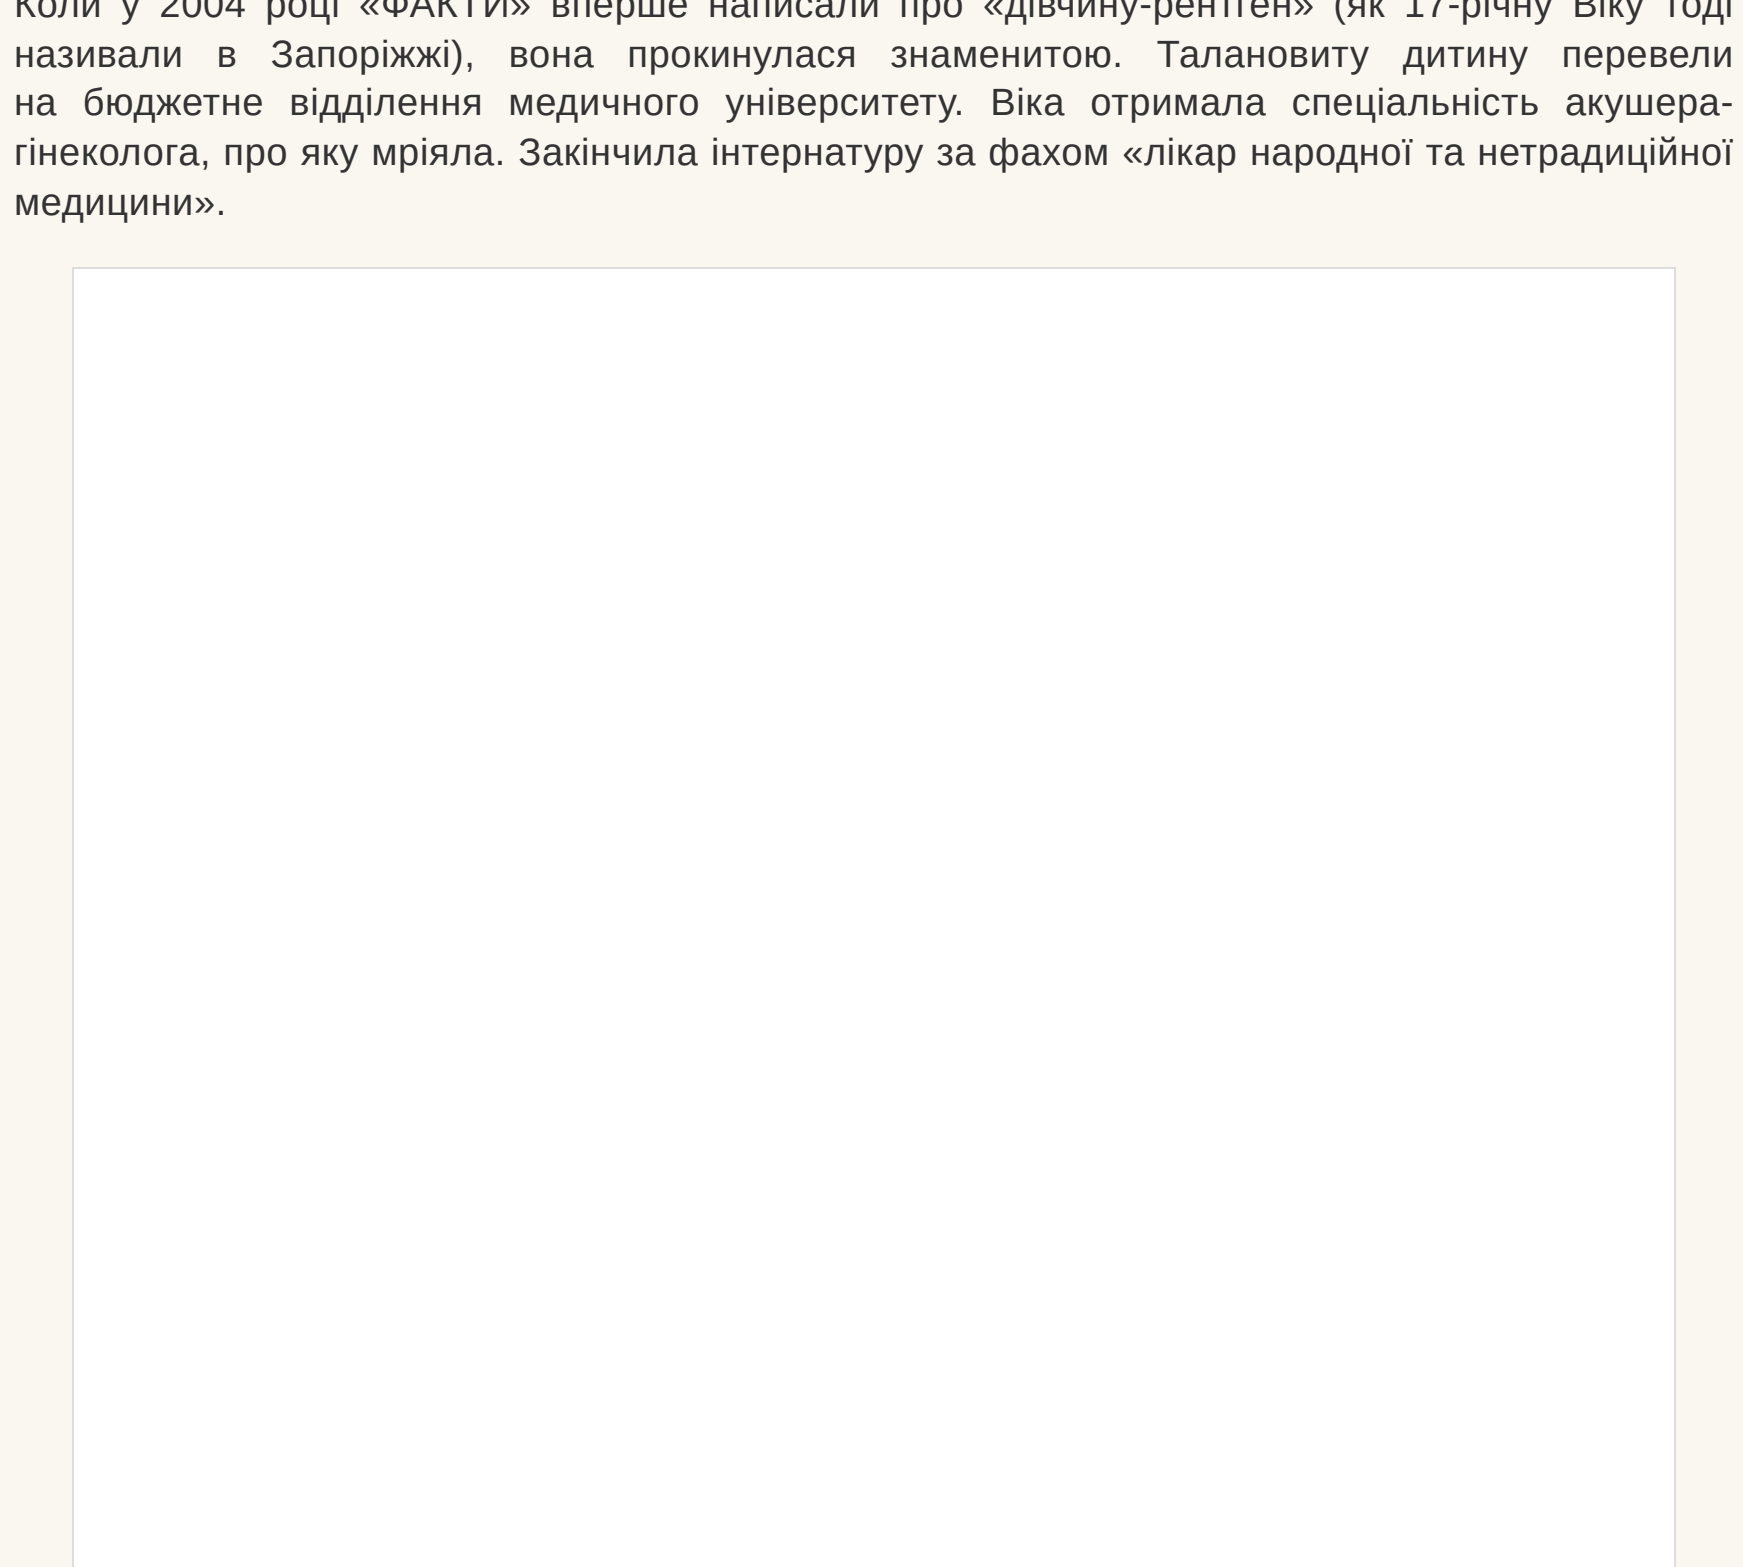 Коли у 2004 році «ФАКТИ» вперше написали про «дівчину-рентген» (як 17-річну Віку тоді
називали в Запоріжжі), вона прокинулася знаменитою. Талановиту дитину перевели
на бюджетне відділення медичного університету. Віка отримала спеціальність акушера-
гінеколога, про яку мріяла. Закінчила інтернатуру за фахом «лікар народної та нетрадиційної
медицини».